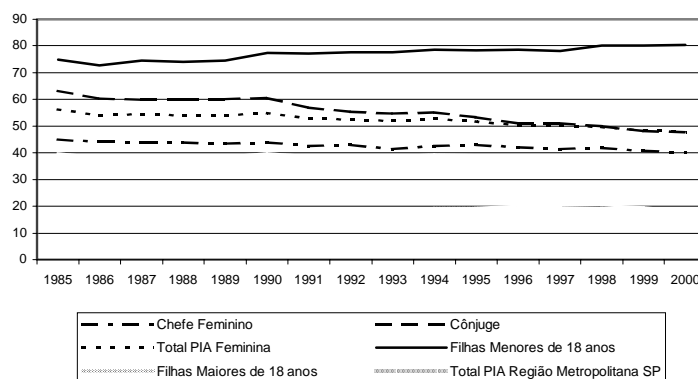 90
80
70
60
50
40
30
20
10
0
1985 1986 1987 1988 1989 1990 1991 1992 1993 1994 1995 1996 1997 1998 1999 2000
Chefe Feminino Cônjuge
Total PIA Feminina Filhas Menores de 18 anos
Filhas Maiores de 18 anos Total PIA Região Metropolitana SP